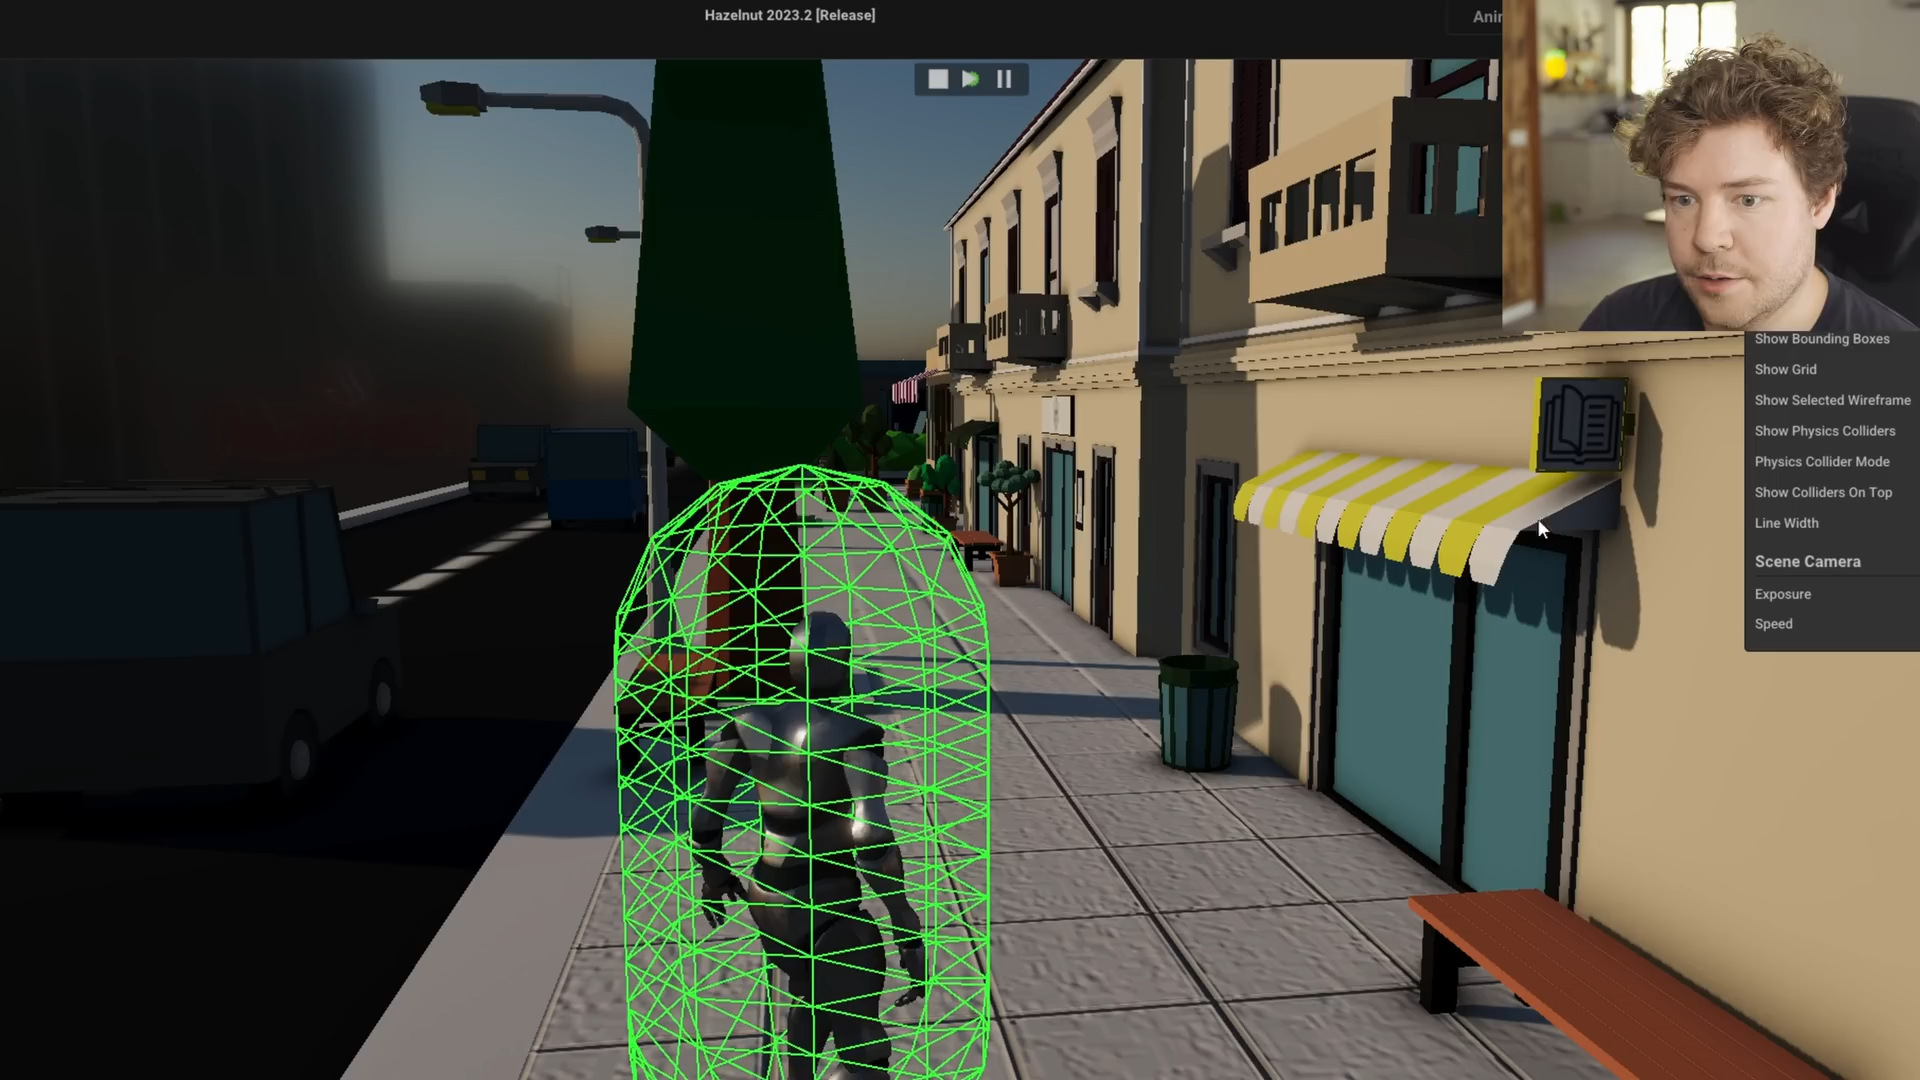 Hazelnut 2023.2 [Release]
Show Bounding Boxes
Show Grid
Show Selected Wireframe
Show Physics Colliders
Physics Collider Mode
Show Colliders On Top
Line Width
Scene Camera
Exposure
Speed